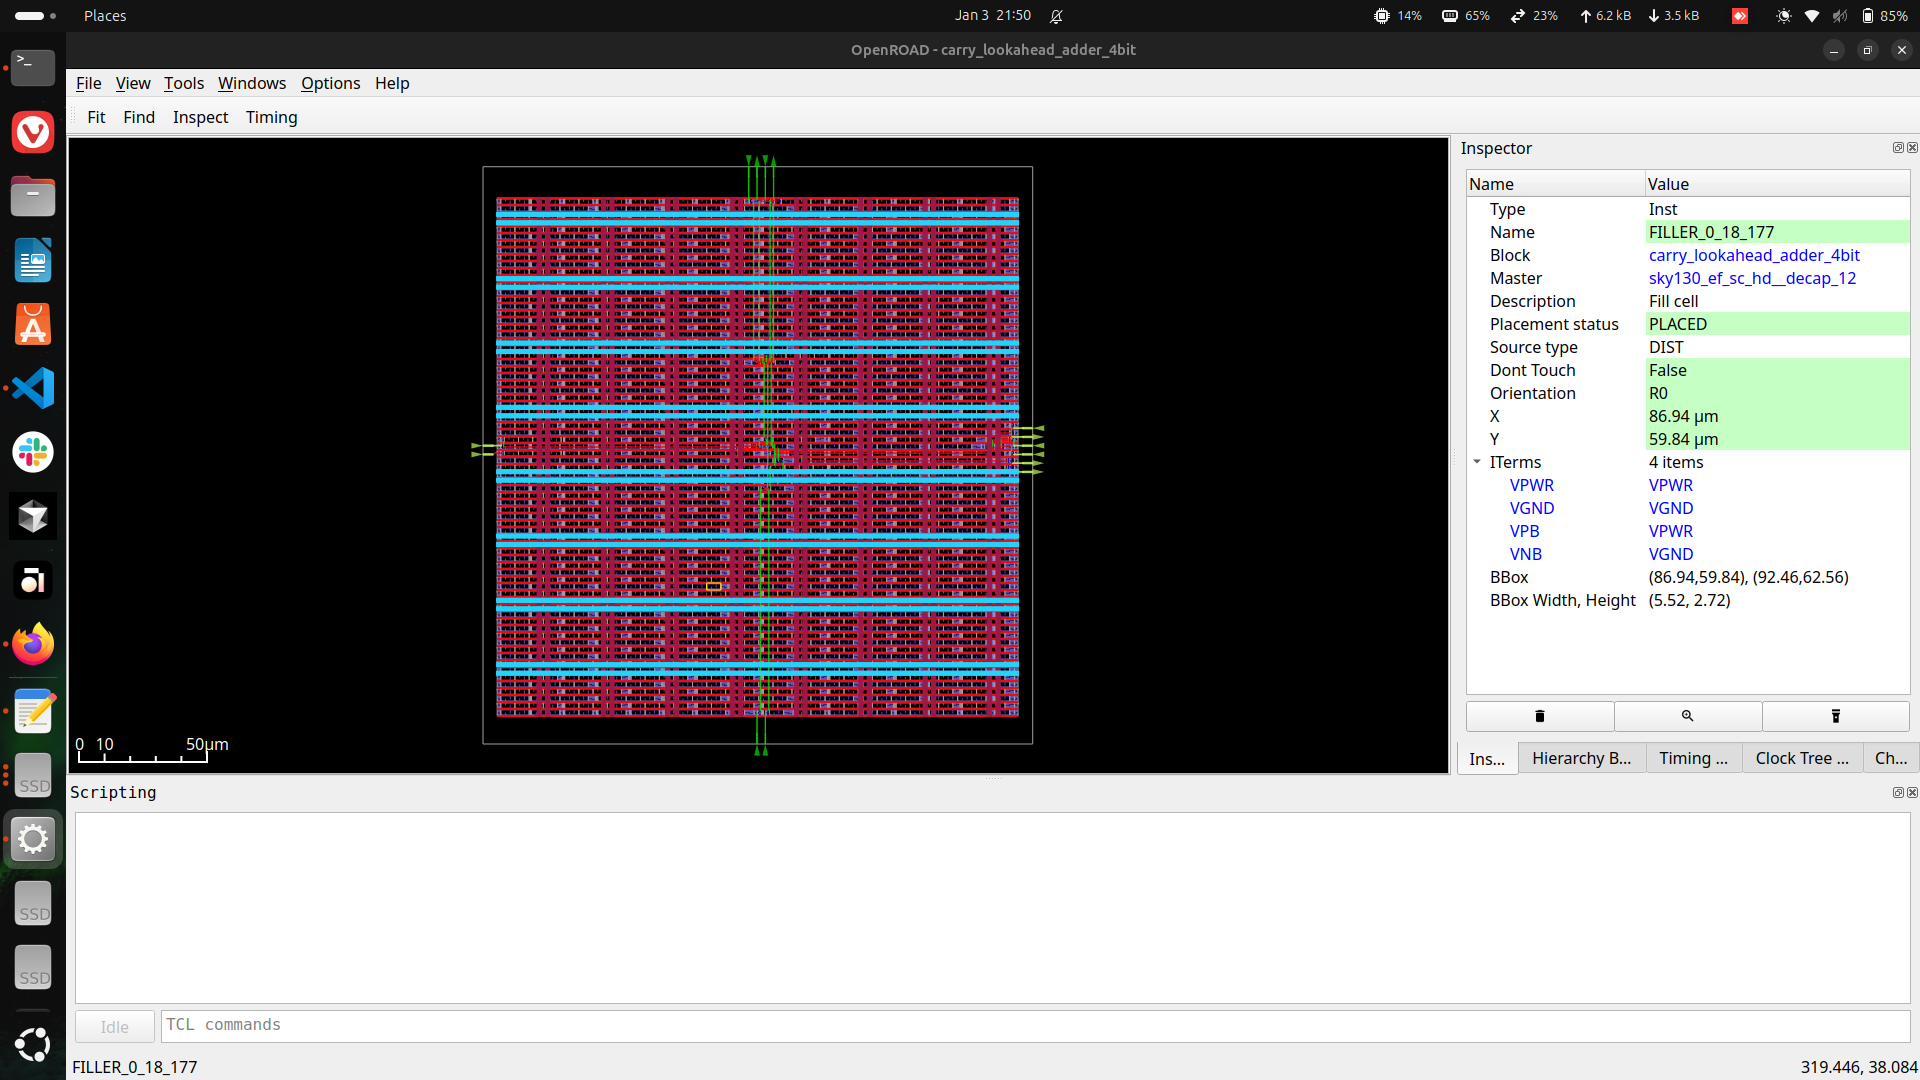 Places
Jan 3 21:50
14%
65%
23%
6.2 kB
3.5 kB
85%
OpenROAD - carry_lookahead_adder_4bit
File View Tools Windows Options Help
Fit Find Inspect Timing
Inspector
Name Value
Type Inst
Name FILLER_0_18_177
Block carry_lookahead_adder_4bit
Master sky130_ef_sc_hd__decap_12
Description Fill cell
Placement status PLACED
Source type DIST
Dont Touch False
Orientation R0
X 86.94 μm
Y 59.84 μm
ITerms 4 items
VPWR VPWR
VGND VGND
VPB VPWR
VNB VGND
BBox (86.94,59.84), (92.46,62.56)
BBox Width, Height (5.52, 2.72)
0 10 50μm
Ins... Hierarchy B... Timing ... Clock Tree ... Ch...
Scripting
SSD
SSD
SSD
Idle TCL commands
FILLER_0_18_177
319.446, 38.084